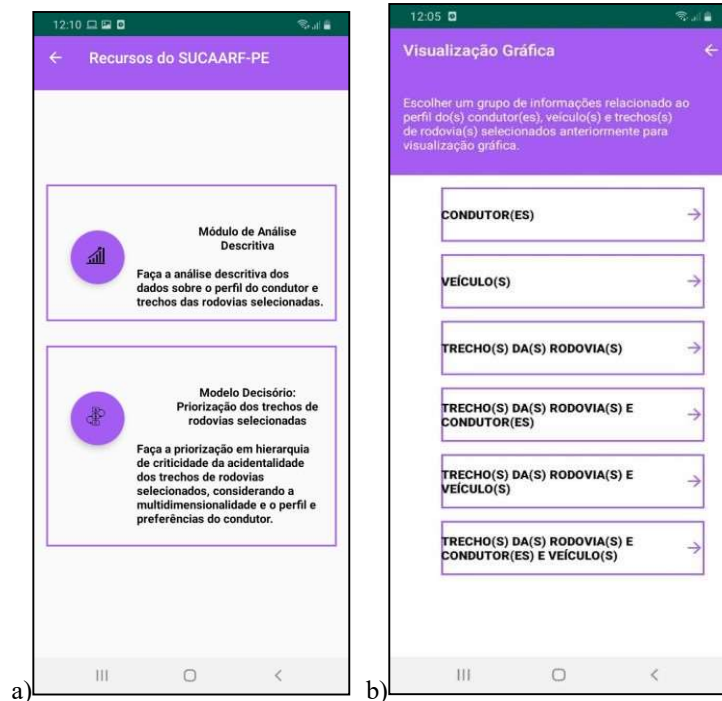 12:10
Recursos do SUCAARF-PE
Módulo de Análise
Descritiva
Faça a análise descritiva dos
dados sobre o perfil do condutor e
trechos das rodovias selecionadas.
Modelo Decisório:
Priorização dos trechos de
rodovias selecionadas
Faça a priorização em hierarquia
de criticidade da acidentalidade
dos trechos de rodovias
selecionados, considerando a
multidimensionalidade e o perfil e
preferências do condutor.
a)
12:05
Visualização Gráfica
Escolher um grupo de informações relacionado ao
perfil do(s) condutor(es), veículo(s) e trechos(s)
de rodovia(s) selecionados anteriormente para
visualização gráfica.
CONDUTOR(ES)
VEÍCULO(S)
TRECHO(S) DA(S) RODOVIA(S)
TRECHO(S) DA(S) RODOVIA(S) E
CONDUTOR(ES)
TRECHO(S) DA(S) RODOVIA(S) E
VEÍCULO(S)
TRECHO(S) DA(S) RODOVIA(S) E
CONDUTOR(ES) E VEÍCULO(S)
b)